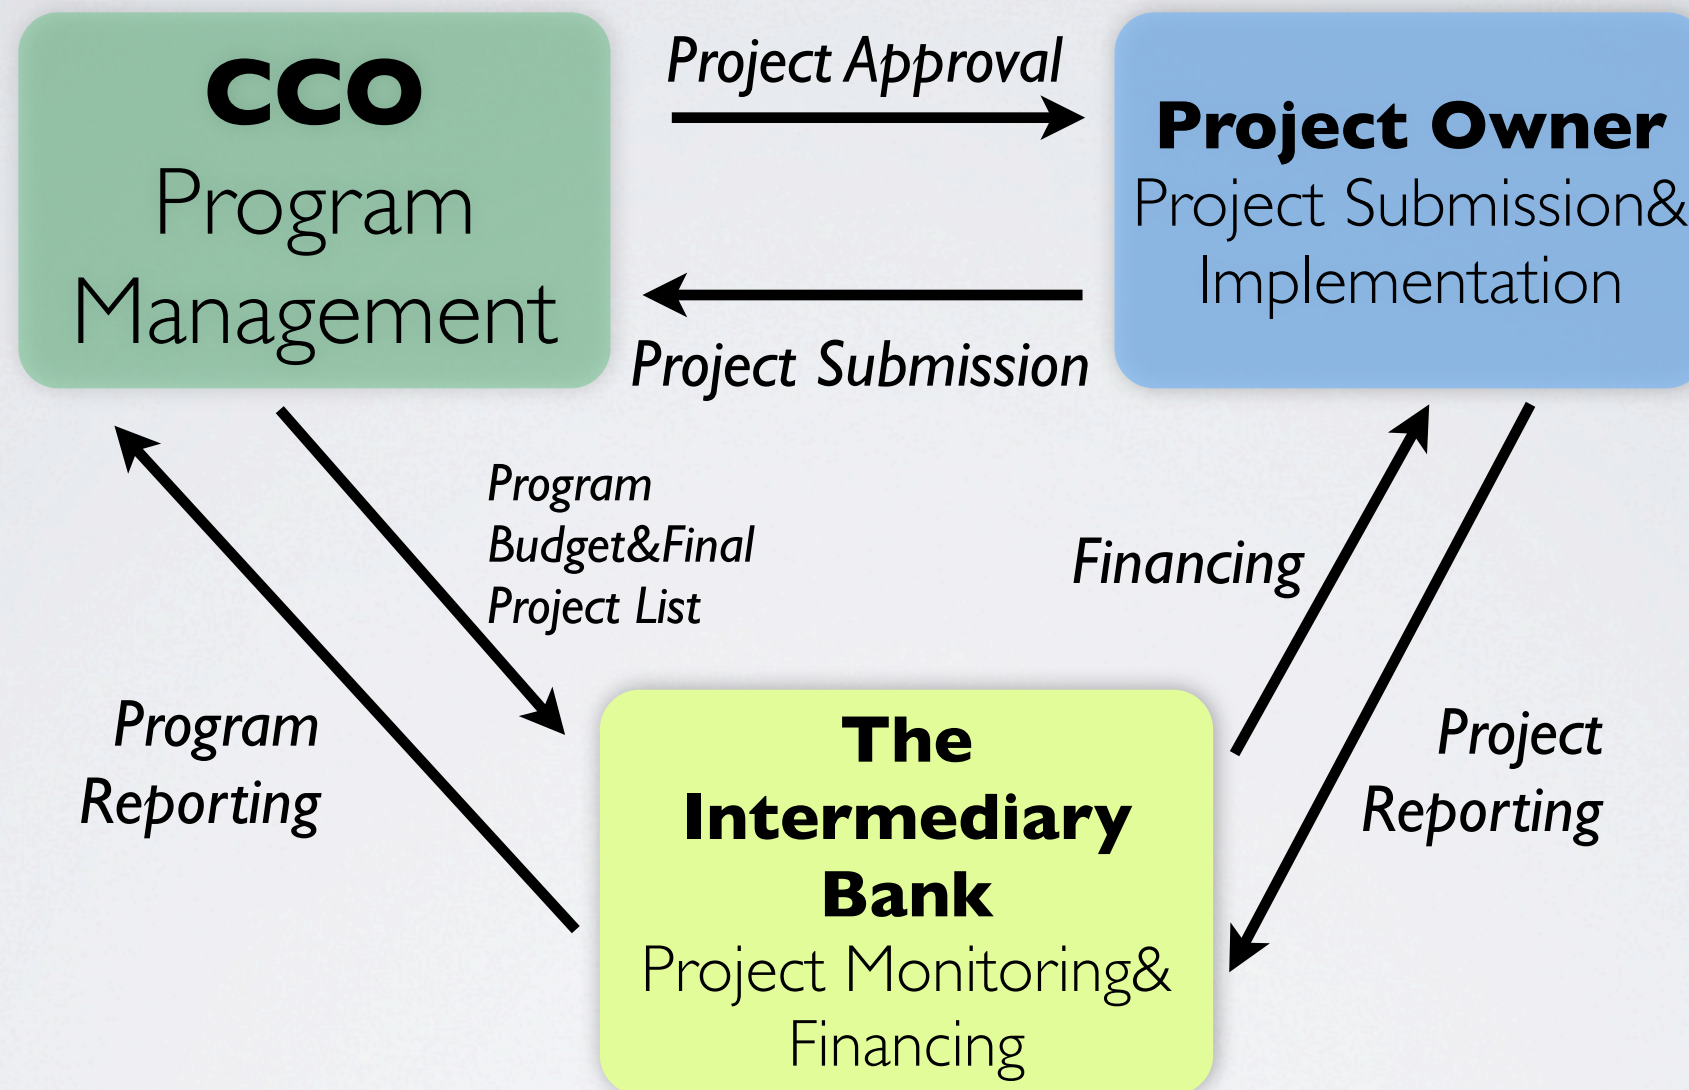 CCO
Program
Management
Project Approval
Project Submission
Project Owner
Project Submission&
Implementation
Program
Budget&Final
Project List
Financing
Program
Reporting
Project
Reporting
The
Intermediary
Bank
Project Monitoring&
Financing